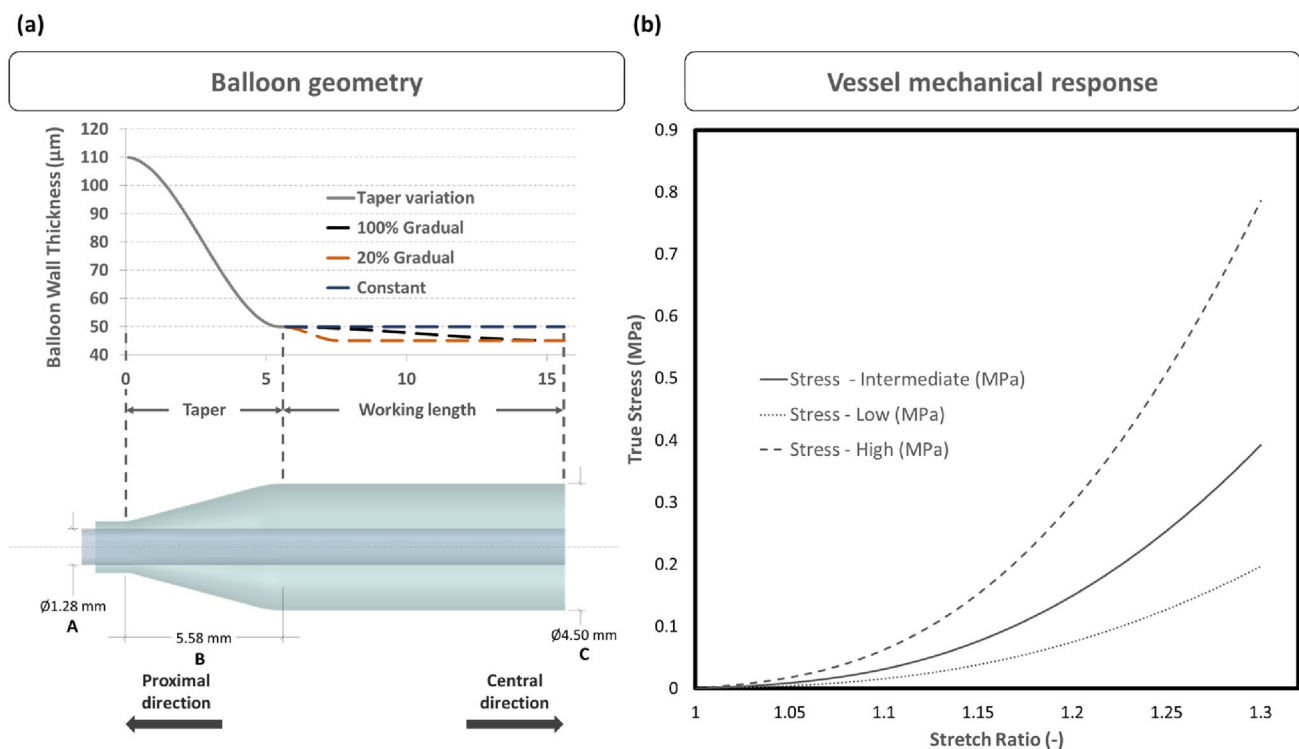 (a)
Balloon geometry
Balloon Wall Thickness (µm)
120
110
100
90
80
70
60
50
40
Taper variation
100% Gradual
20% Gradual
Constant
0
5
10
15
Taper
Working length
Ø1.28 mm
A
5.58 mm
B
Ø4.50 mm
C
Proximal
direction
Central
direction
(b)
Vessel mechanical response
True Stress (MPa)
0.9
0.8
0.7
0.6
0.5
0.4
0.3
0.2
0.1
0
Stress - Intermediate (MPa)
Stress - Low (MPa)
Stress - High (MPa)
1
1.05
1.1
1.15
1.2
1.25
1.3
Stretch Ratio (-)